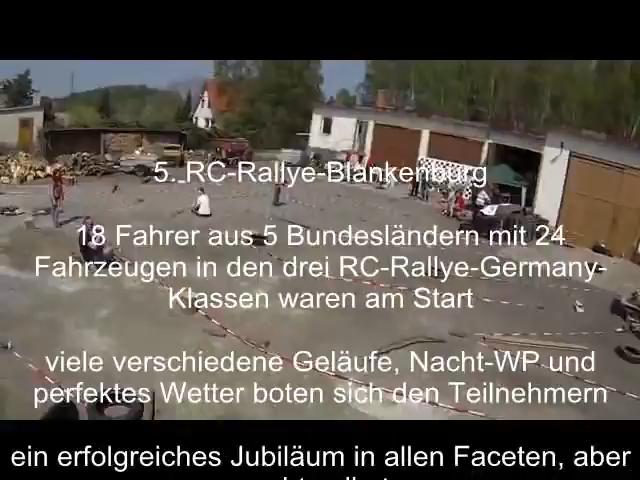 5. RC-Rallye-Blankenburg
18 Fahrer aus 5 Bundesländern mit 24
Fahrzeugen in den drei RC-Rallye-Germany-
Klassen waren am Start
viele verschiedene Geläufe, Nacht-WP und
perfektes Wetter boten sich den Teilnehmern
ein erfolgreiches Jubiläum in allen Faceten, aber